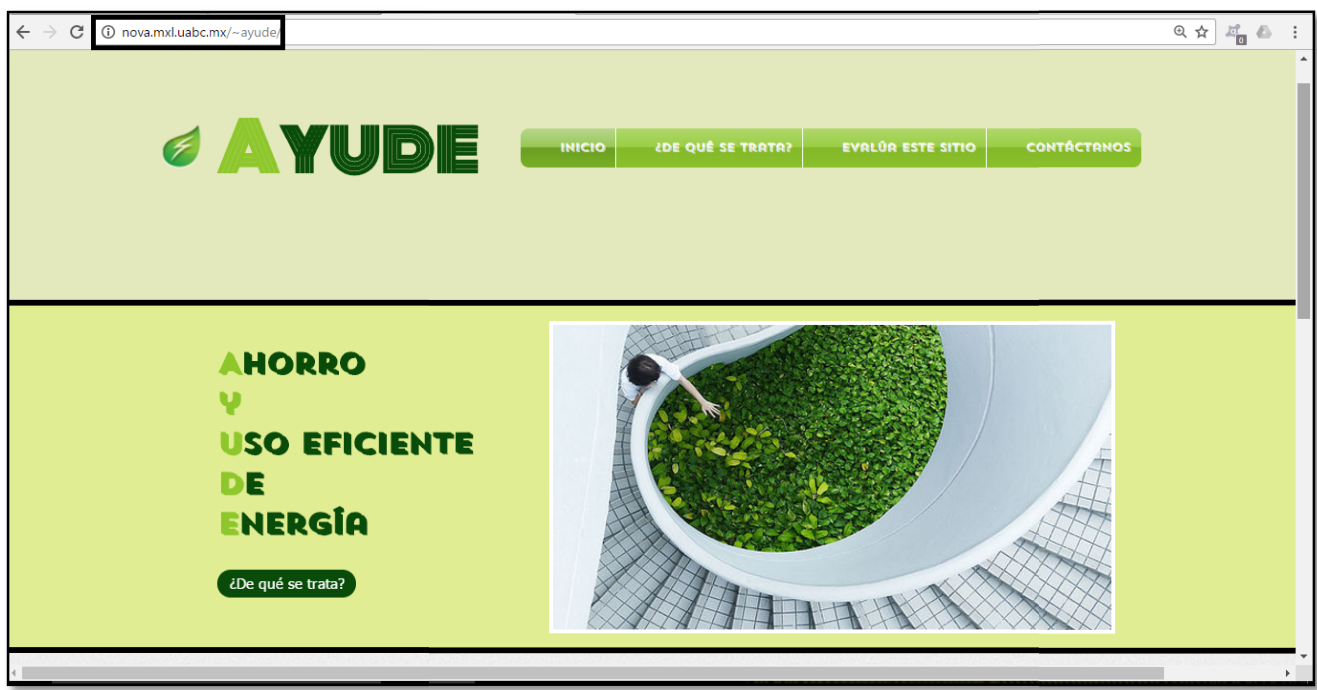 nova.mxl.uabc.mx/~ayude/
0
AYUDE
INICIO ¿DE QUÉ SE TRATA? EVALÚA ESTE SITIO CONTÁCTANOS
AHORRO
Y
USO EFICIENTE
DE
ENERGÍA
¿De qué se trata?